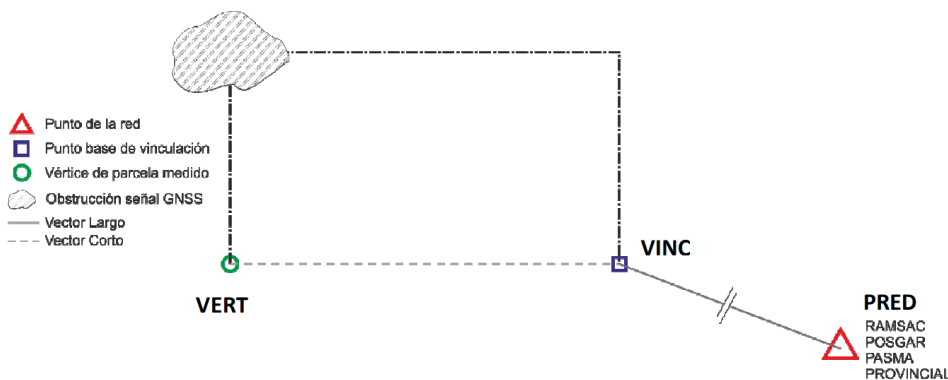 Punto de la red
Punto base de vinculación
Vértice de parcela medido
Obstrucción señal GNSS
Vector Largo
Vector Corto
VERT
VINC
PRED
RAMSAC
POSGAR
PASMA
PROVINCIAL